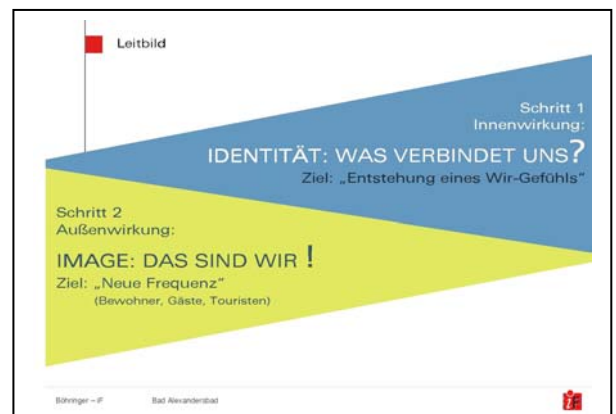 Leitbild
Schritt 1
Innenwirkung:
IDENTITÄT: WAS VERBINDET UNS?
Ziel: „Entstehung eines Wir-Gefühls“
Schritt 2
Außenwirkung:
IMAGE: DAS SIND WIR !
Ziel: „Neue Frequenz“
(Bewohner, Gäste, Touristen)
Böhringer – iF Bad Alexandersbad
iF